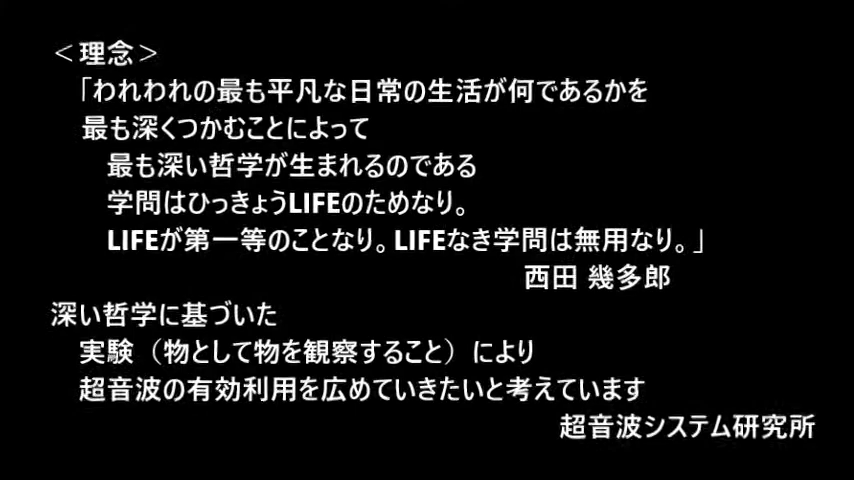 ＜理念＞
「われわれの最も平凡な日常の生活が何であるかを
最も深くつかむことによって
最も深い哲学が生まれるのである
学問はひっきょうLIFEのためなり。
LIFEが第一等のことなり。LIFEなき学問は無用なり。」
西田 幾多郎
深い哲学に基づいた
実験（物として物を観察すること）により
超音波の有効利用を広めていきたいと考えています
超音波システム研究所